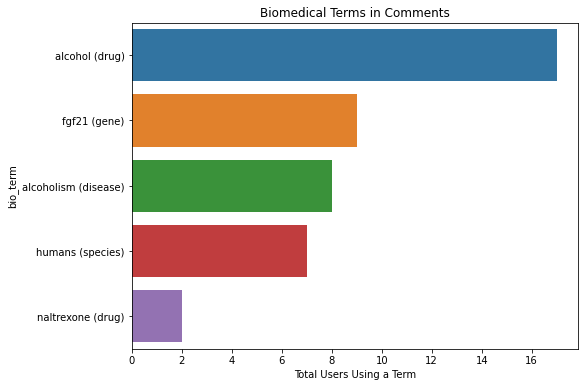 Biomedical Terms in Comments
bio_term
alcohol (drug)
fgf21 (gene)
alcoholism (disease)
humans (species)
naltrexone (drug)
0 2 4 6 8 10 12 14 16
Total Users Using a Term